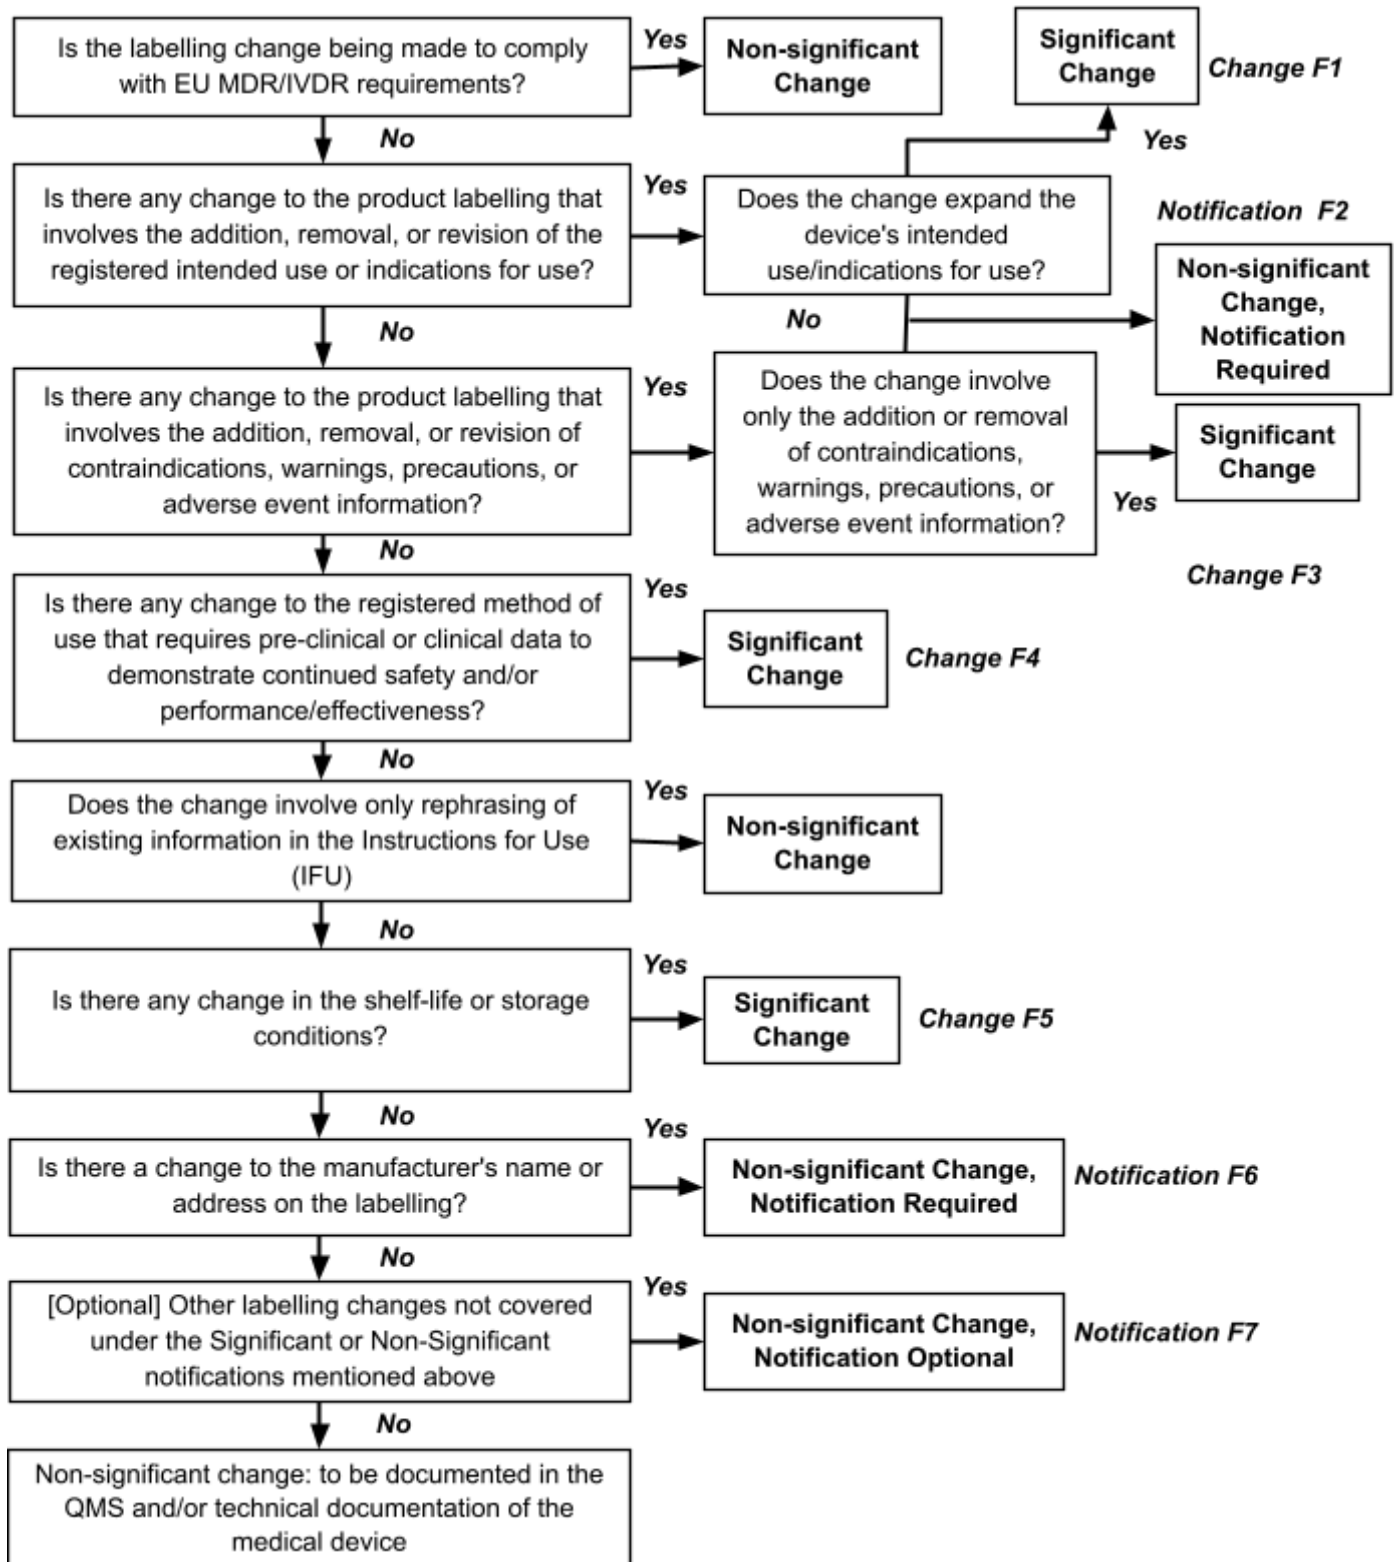 Is the labelling change being made to comply
with EU MDR/IVDR requirements?
Yes
Non-significant
Change
Significant
Change
Change F1
No
Yes
Is there any change to the product labelling that
involves the addition, removal, or revision of the
registered intended use or indications for use?
Yes
Does the change expand the
device's intended
use/indications for use?
Notification F2
Non-significant
Change,
Notification
Required
No
No
Is there any change to the product labelling that
involves the addition, removal, or revision of
contraindications, warnings, precautions, or
adverse event information?
Yes
Does the change involve
only the addition or removal
of contraindications,
warnings, precautions, or
adverse event information?
Significant
Change
Yes
Change F3
No
Is there any change to the registered method of
use that requires pre-clinical or clinical data to
demonstrate continued safety and/or
performance/effectiveness?
Yes
Significant
Change
Change F4
No
Does the change involve only rephrasing of
existing information in the Instructions for Use
(IFU)
Yes
Non-significant
Change
No
Is there any change in the shelf-life or storage
conditions?
Yes
Significant
Change
Change F5
No
Is there a change to the manufacturer's name or
address on the labelling?
Yes
Non-significant Change,
Notification Required
Notification F6
No
[Optional] Other labelling changes not covered
under the Significant or Non-Significant
notifications mentioned above
Yes
Non-significant Change,
Notification Optional
Notification F7
No
Non-significant change: to be documented in the
QMS and/or technical documentation of the
medical device